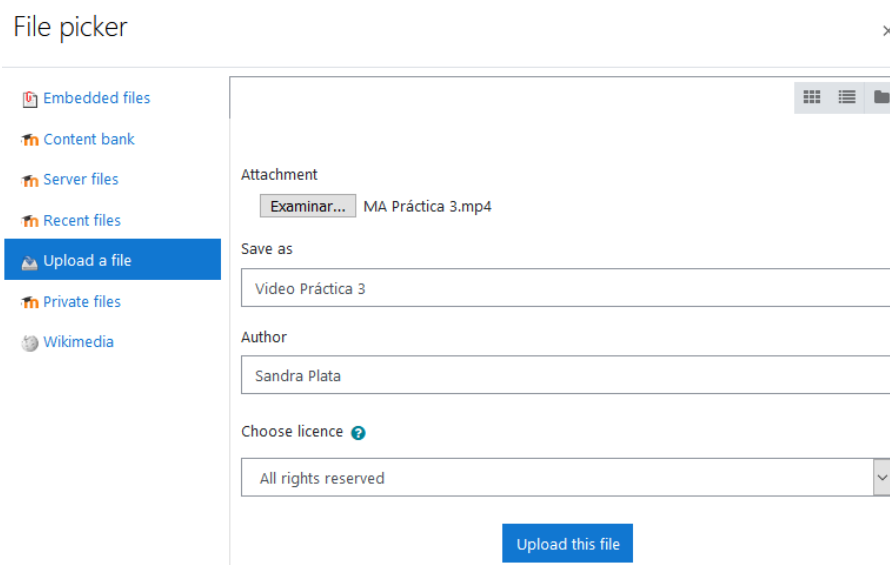 File picker
Embedded files
Content bank
Server files
Recent files
Upload a file
Private files
Wikimedia
Attachment
Examinar... MA Práctica 3.mp4
Save as
Video Práctica 3
Author
Sandra Plata
Choose licence
All rights reserved
Upload this file